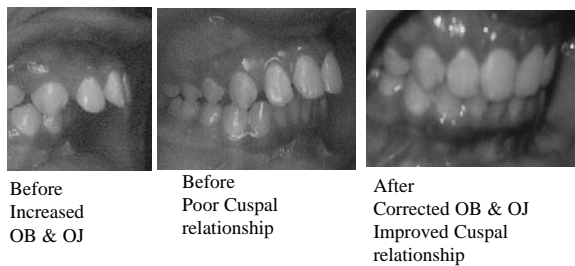 Before
Increased
OB & OJ
Before
Poor Cuspal
relationship
After
Corrected OB & OJ
Improved Cuspal
relationship